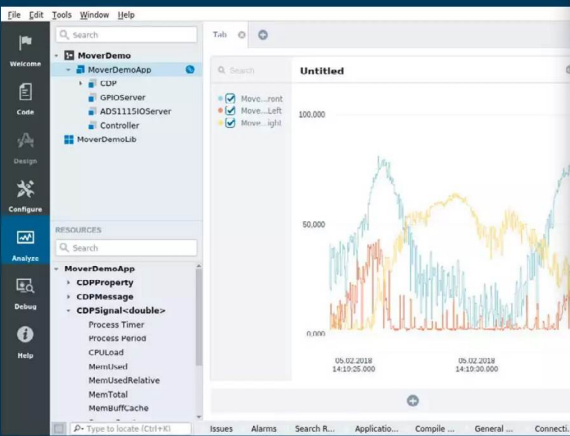 File Edit Tools Window Help
Welcome
Code
Design
Configure
Analyze
Debug
Help
Search
MoverDemo
MoverDemoApp
CDP
GPIOServer
ADS1115IOServer
Controller
MoverDemoLib
RESOURCES
Search
MoverDemoApp
CDPProperty
CDPMessage
CDPSignal<double>
Process Timer
Process Period
CPULoad
MemUsed
MemUsedRelative
MemTotal
MemBuffCache
Tab
Search
Move...ront
Move...Left
Move...ight
Untitled
100,000
50,000
0,000
05.02.2018
14:19:25.000
05.02.2018
14:19:30.000
Type to locate (Ctrl+K)
Issues Alarms Search R... Applicatio... Compile ... General ... Connecti...